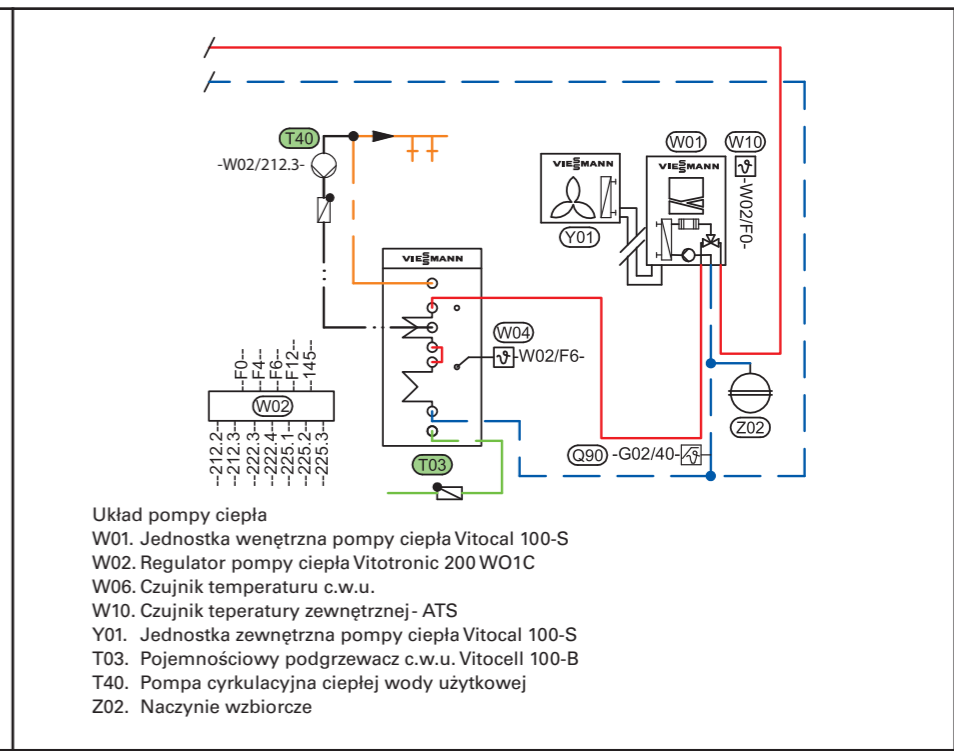 T40
-W02/212.3-
W01
W10
VIESMANN
VIESMANN
-W02/F0-
Y01
VIESMANN
W04
-W02/F6-
--F0--
--F4--
--F6--
--F12--
--145--
W02
--212.2--
--212.3--
--222.3--
--222.4--
--225.1--
--225.2--
--225.3--
Z02
Q90 -G02/40-
T03
Układ pompy ciepła
W01. Jednostka wenętrzna pompy ciepła Vitocal 100-S
W02. Regulator pompy ciepła Vitotronic 200 WO1C
W06. Czujnik temperaturu c.w.u.
W10. Czujnik teperatury zewnętrznej - ATS
Y01. Jednostka zewnętrzna pompy ciepła Vitocal 100-S
T03. Pojemnościowy podgrzewacz c.w.u. Vitocell 100-B
T40. Pompa cyrkulacyjna ciepłej wody użytkowej
Z02. Naczynie wzbiorcze